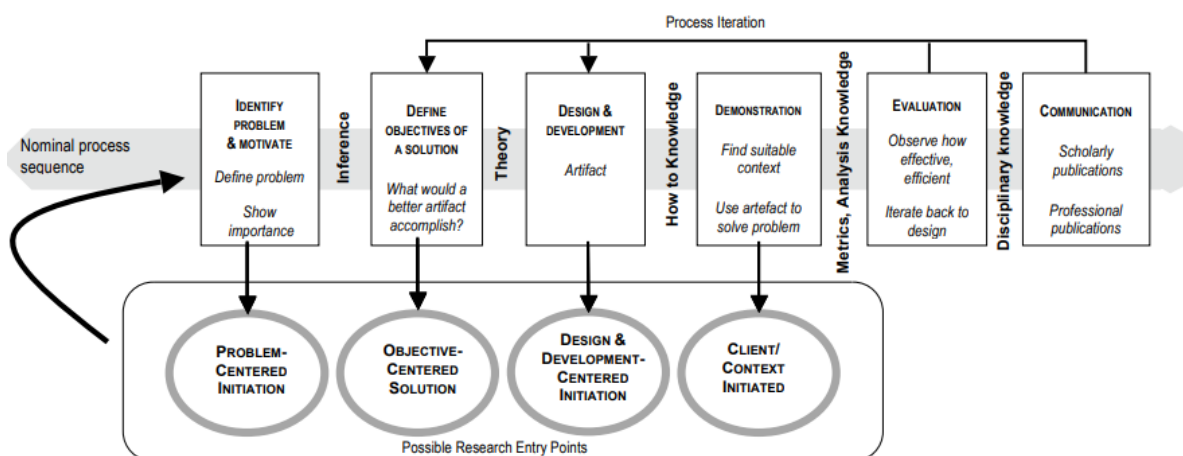 Process Iteration
Nominal process
sequence
IDENTIFY
PROBLEM
& MOTIVATE
Define problem
Show
importance
Inference
DEFINE
OBJECTIVES OF
A SOLUTION
What would a
better artifact
accomplish?
Theory
DESIGN &
DEVELOPMENT
Artifact
How to Knowledge
DEMONSTRATION
Find suitable
context
Use artefact to
solve problem
Metrics, Analysis Knowledge
EVALUATION
Observe how
effective,
efficient
Iterate back to
design
Disciplinary knowledge
COMMUNICATION
Scholarly
publications
Professional
publications
PROBLEM-
CENTERED
INITIATION
OBJECTIVE-
CENTERED
SOLUTION
DESIGN &
DEVELOPMENT-
CENTERED
INITIATION
CLIENT/
CONTEXT
INITIATED
Possible Research Entry Points